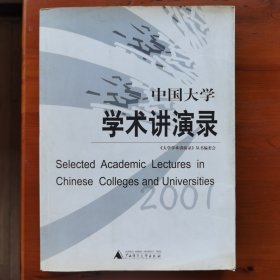 中国大学
学术讲演录
《大学学术讲演录》丛书编委会
Selected Academic Lectures in
Chinese Colleges and Universities
2001
广西师范大学出版社